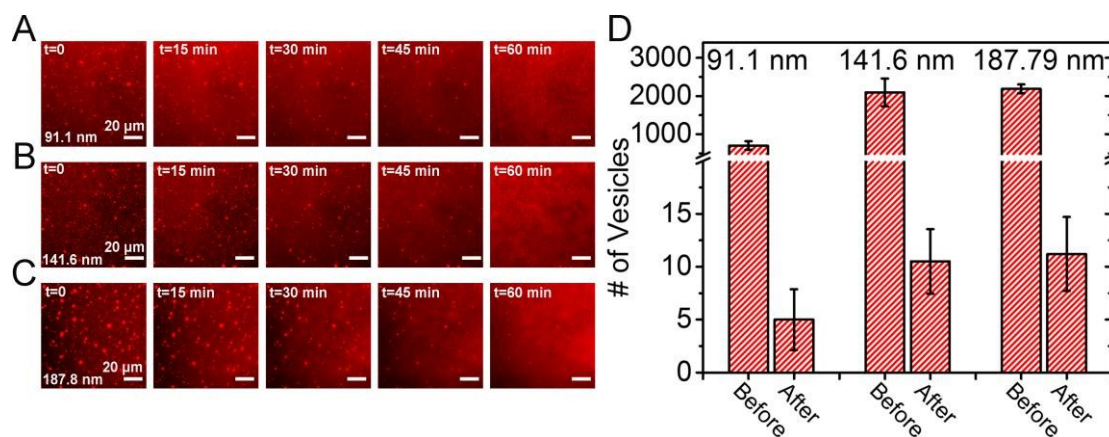 A
t=0
t=15 min
t=30 min
t=45 min
t=60 min
20 µm
91.1 nm
B
t=0
t=15 min
t=30 min
t=45 min
t=60 min
20 µm
141.6 nm
C
t=0
t=15 min
t=30 min
t=45 min
t=60 min
20 µm
187.8 nm
D
91.1 nm 141.6 nm 187.79 nm
# of Vesicles
3000
2000
1000
15
10
5
0
Before After Before After Before After